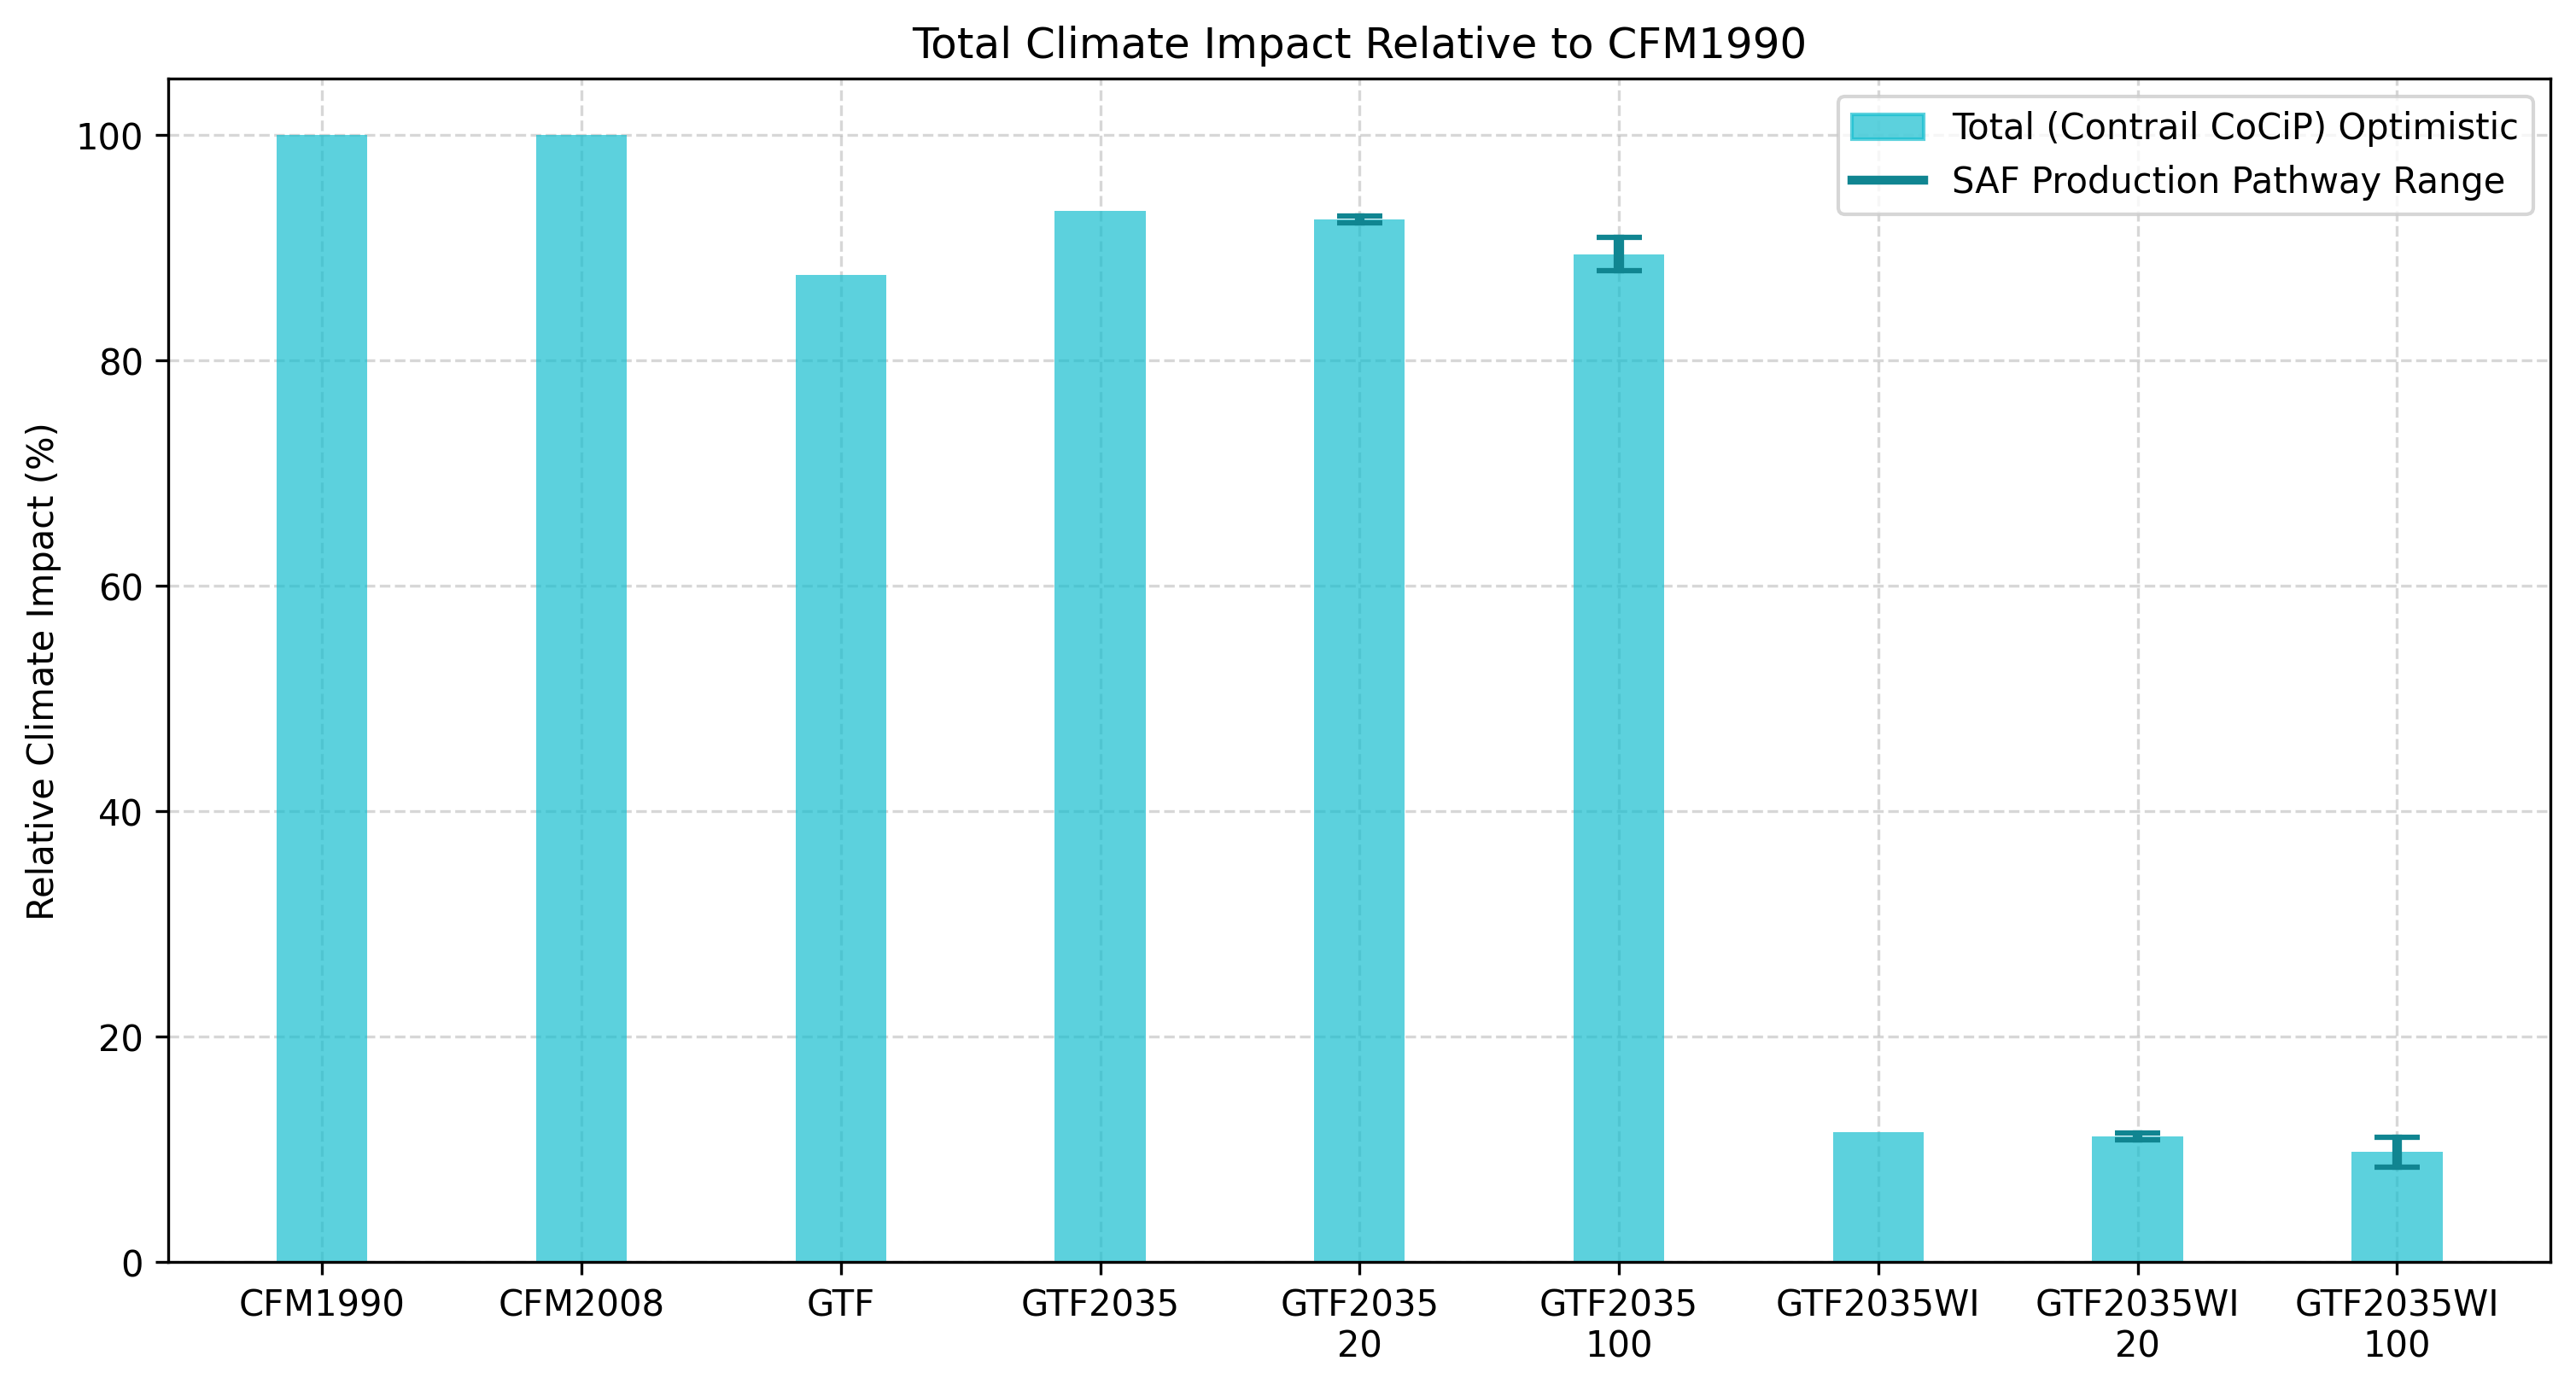 Total Climate Impact Relative to CFM1990
Total (Contrail CoCiP) Optimistic
SAF Production Pathway Range
Relative Climate Impact (%)
100
80
60
40
20
0
CFM1990 CFM2008 GTF GTF2035 GTF2035 GTF2035 GTF2035WI GTF2035WI GTF2035WI
20 100 20 100